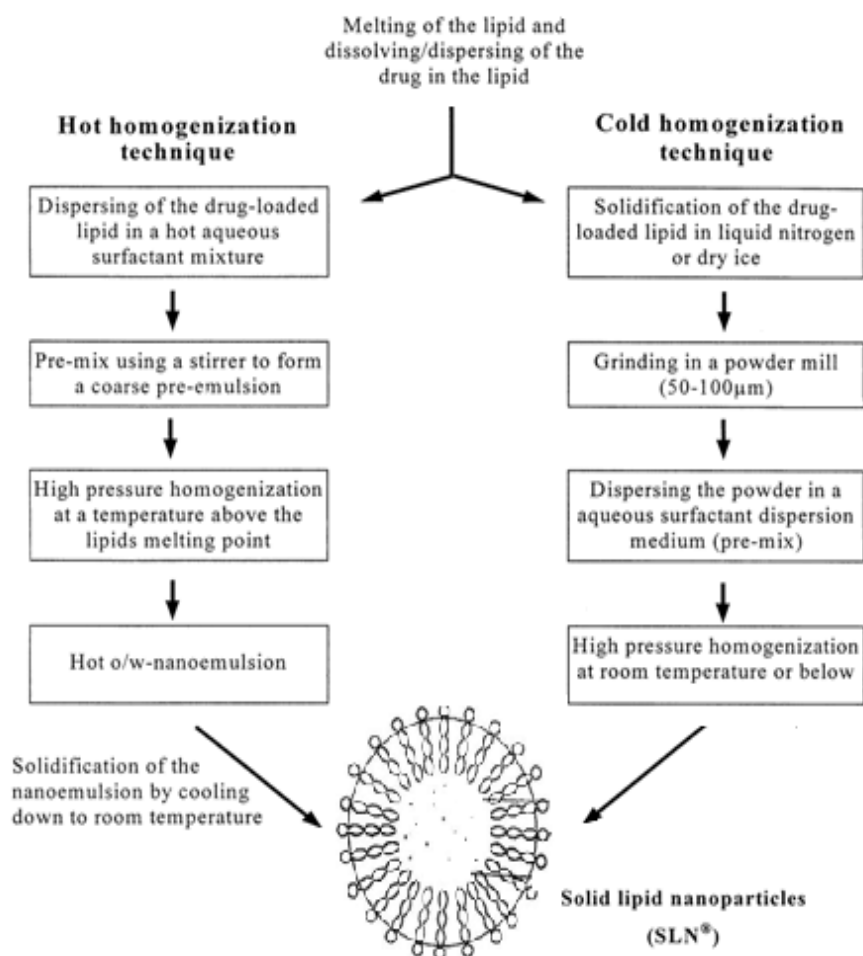 Melting of the lipid and
dissolving/dispersing of the
drug in the lipid
Hot homogenization
technique
Dispersing of the drug-loaded
lipid in a hot aqueous
surfactant mixture
Pre-mix using a stirrer to form
a coarse pre-emulsion
High pressure homogenization
at a temperature above the
lipids melting point
Hot o/w-nanoemulsion
Solidification of the
nanoemulsion by cooling
down to room temperature
Cold homogenization
technique
Solidification of the drug-
loaded lipid in liquid nitrogen
or dry ice
Grinding in a powder mill
(50-100μm)
Dispersing the powder in a
aqueous surfactant dispersion
medium (pre-mix)
High pressure homogenization
at room temperature or below
Solid lipid nanoparticles
(SLN®)